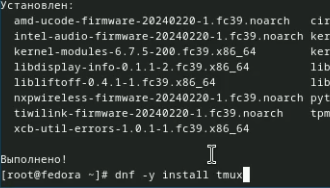 Установлен:
amd-ucode-firmware-20240220-1.fc39.noarch cir
intel-audio-firmware-20240220-1.fc39.noarch ker
kernel-modules-6.7.5-200.fc39.x86_64 ker
libdisplay-info-0.1.1-2.fc39.x86_64 lib
libliftoff-0.4.1-1.fc39.x86_64 lib
nxpwireless-firmware-20240220-1.fc39.noarch pyt
tiwilink-firmware-20240220-1.fc39.noarch tpm
xcb-util-errors-1.0.1-1.fc39.x86_64
Выполнено!
[root@fedora ~]# dnf -y install tmux